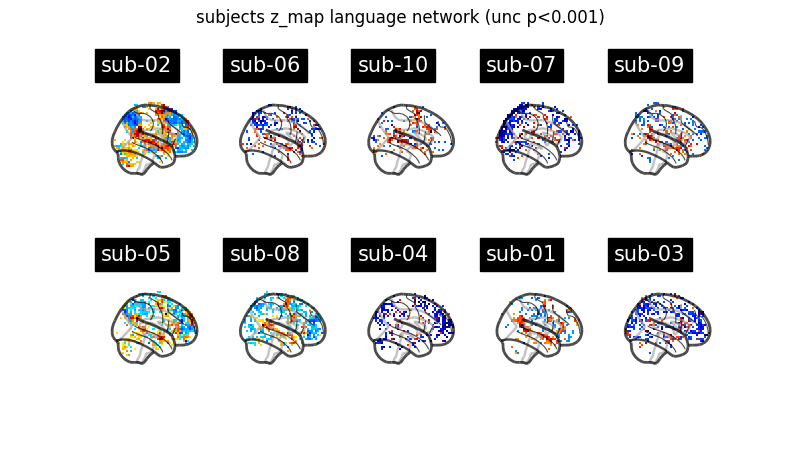 subjects z_map language network (unc p<0.001)
sub-02 sub-06 sub-10 sub-07 sub-09
sub-05 sub-08 sub-04 sub-01 sub-03